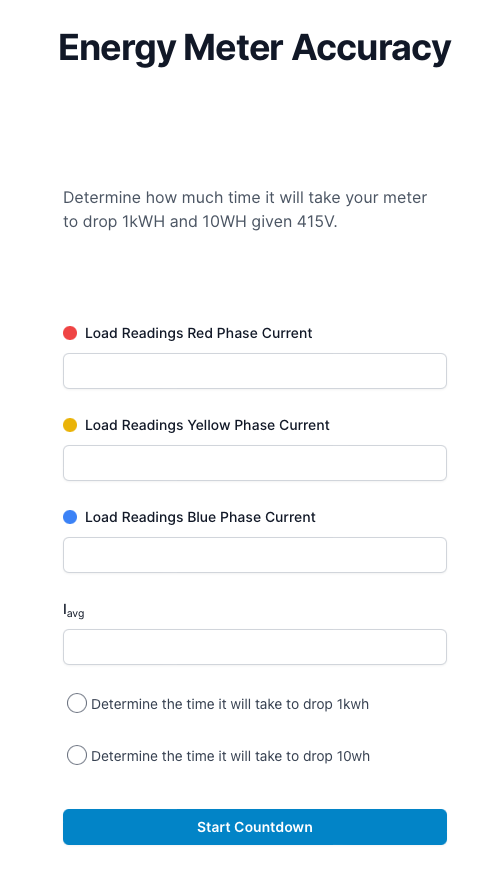 Energy Meter Accuracy
Determine how much time it will take your meter
to drop 1kWH and 10WH given 415V.
Load Readings Red Phase Current
Load Readings Yellow Phase Current
Load Readings Blue Phase Current
Iavg
Determine the time it will take to drop 1kwh
Determine the time it will take to drop 10wh
Start Countdown